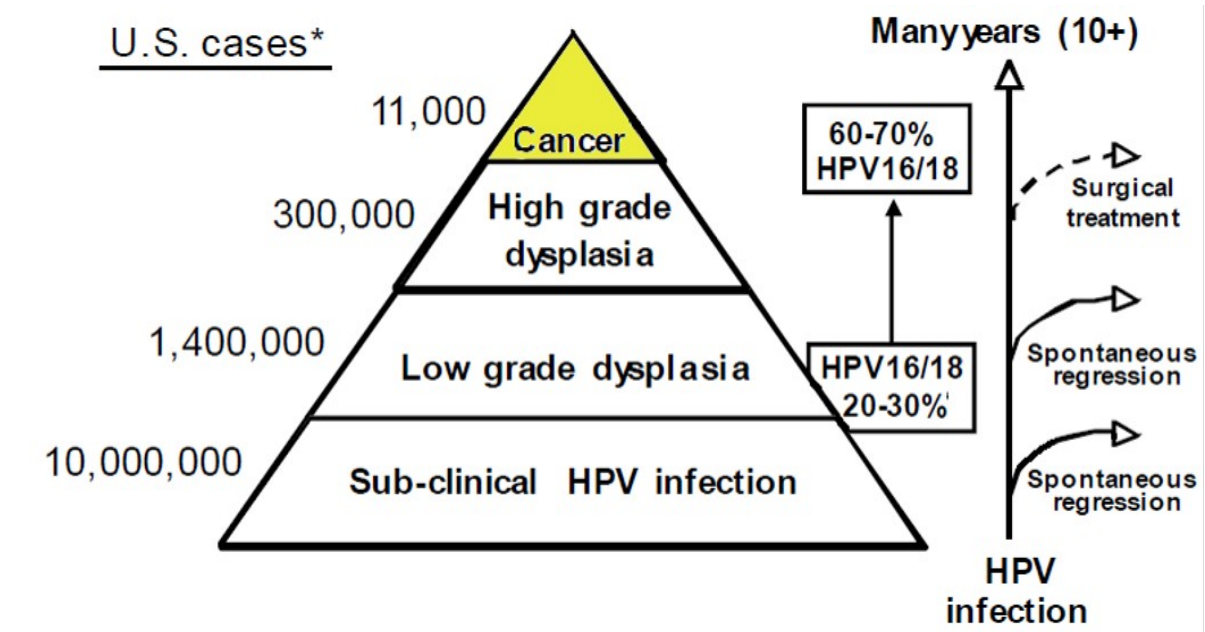 U.S. cases*
11,000
300,000
1,400,000
10,000,000
Cancer
High grade
dysplasia
Low grade dysplasia
Sub-clinical HPV infection
60-70%
HPV16/18
HPV16/18
20-30%
Many years (10+)
Surgical
treatment
Spontaneous
regression
Spontaneous
regression
HPV
infection